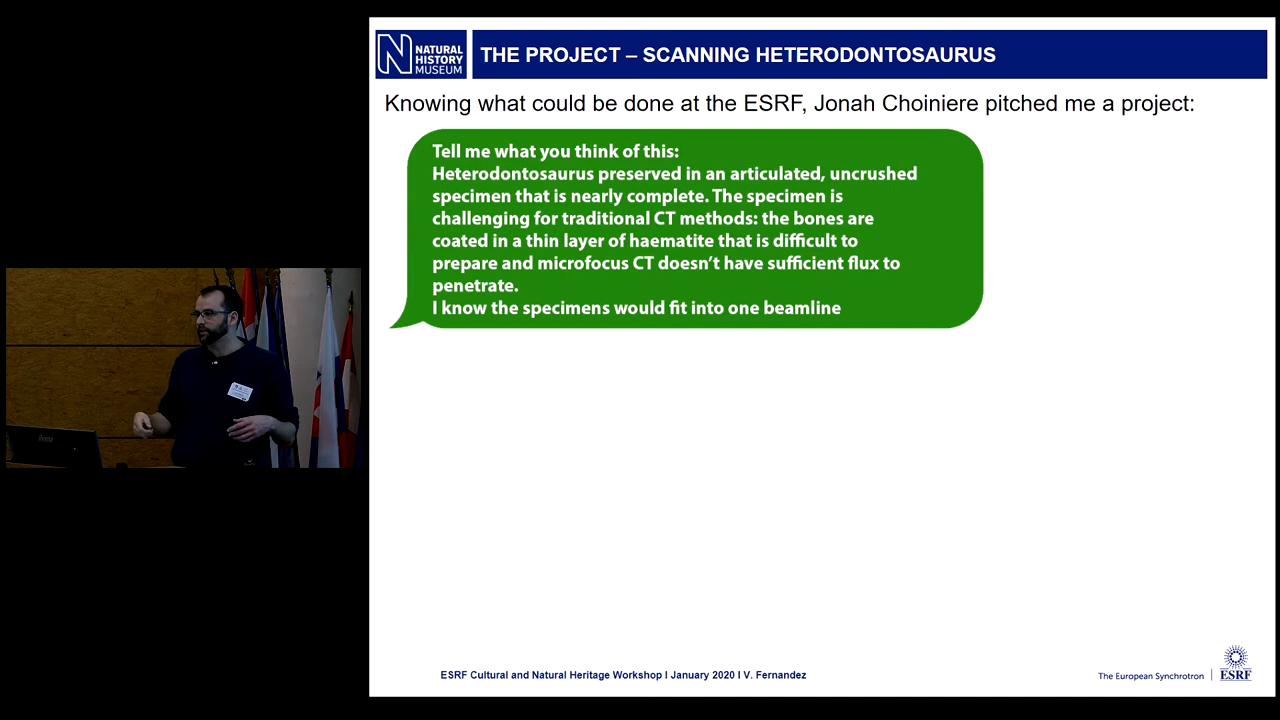 NATURAL
HISTORY
MUSEUM
THE PROJECT – SCANNING HETERODONTOSAURUS
Knowing what could be done at the ESRF, Jonah Choiniere pitched me a project:
Tell me what you think of this:
Heterodontosaurus preserved in an articulated, uncrushed
specimen that is nearly complete. The specimen is
challenging for traditional CT methods: the bones are
coated in a thin layer of haematite that is difficult to
prepare and microfocus CT doesn't have sufficient flux to
penetrate.
I know the specimens would fit into one beamline
ESRF Cultural and Natural Heritage Workshop I January 2020 I V. Fernandez
The European Synchrotron
ESRF